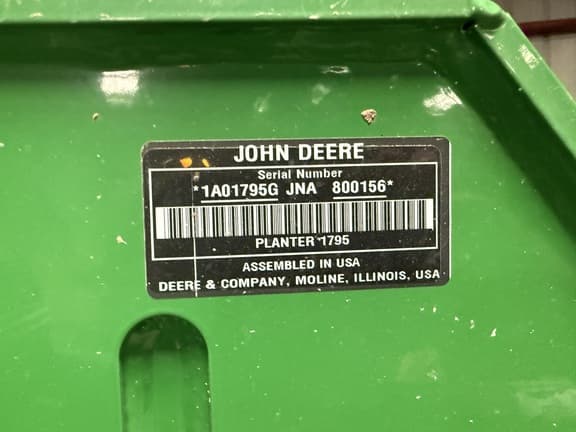 JOHN DEERE
Serial Number
*1A01795G JNA 800156*
PLANTER 1795
ASSEMBLED IN USA
DEERE & COMPANY, MOLINE, ILLINOIS, USA